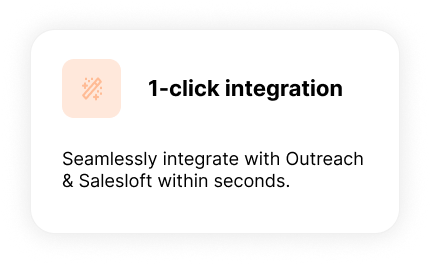 1-click integration
Seamlessly integrate with Outreach
& Salesloft within seconds.